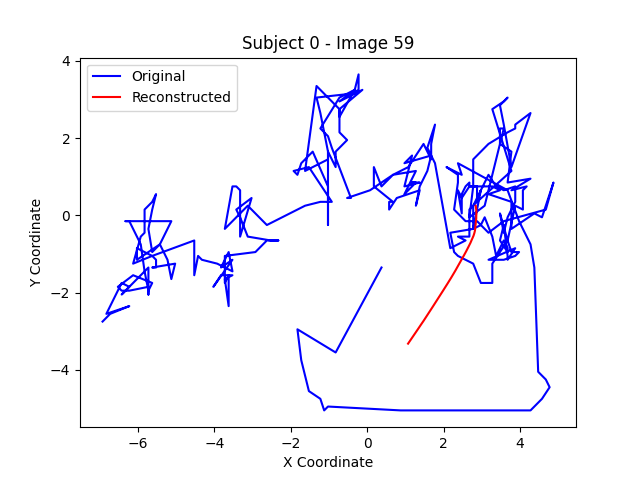 Subject 0 - Image 59
Original
Reconstructed
Y Coordinate
4
2
0
−2
−4
−6
−4
−2
0
2
4
X Coordinate